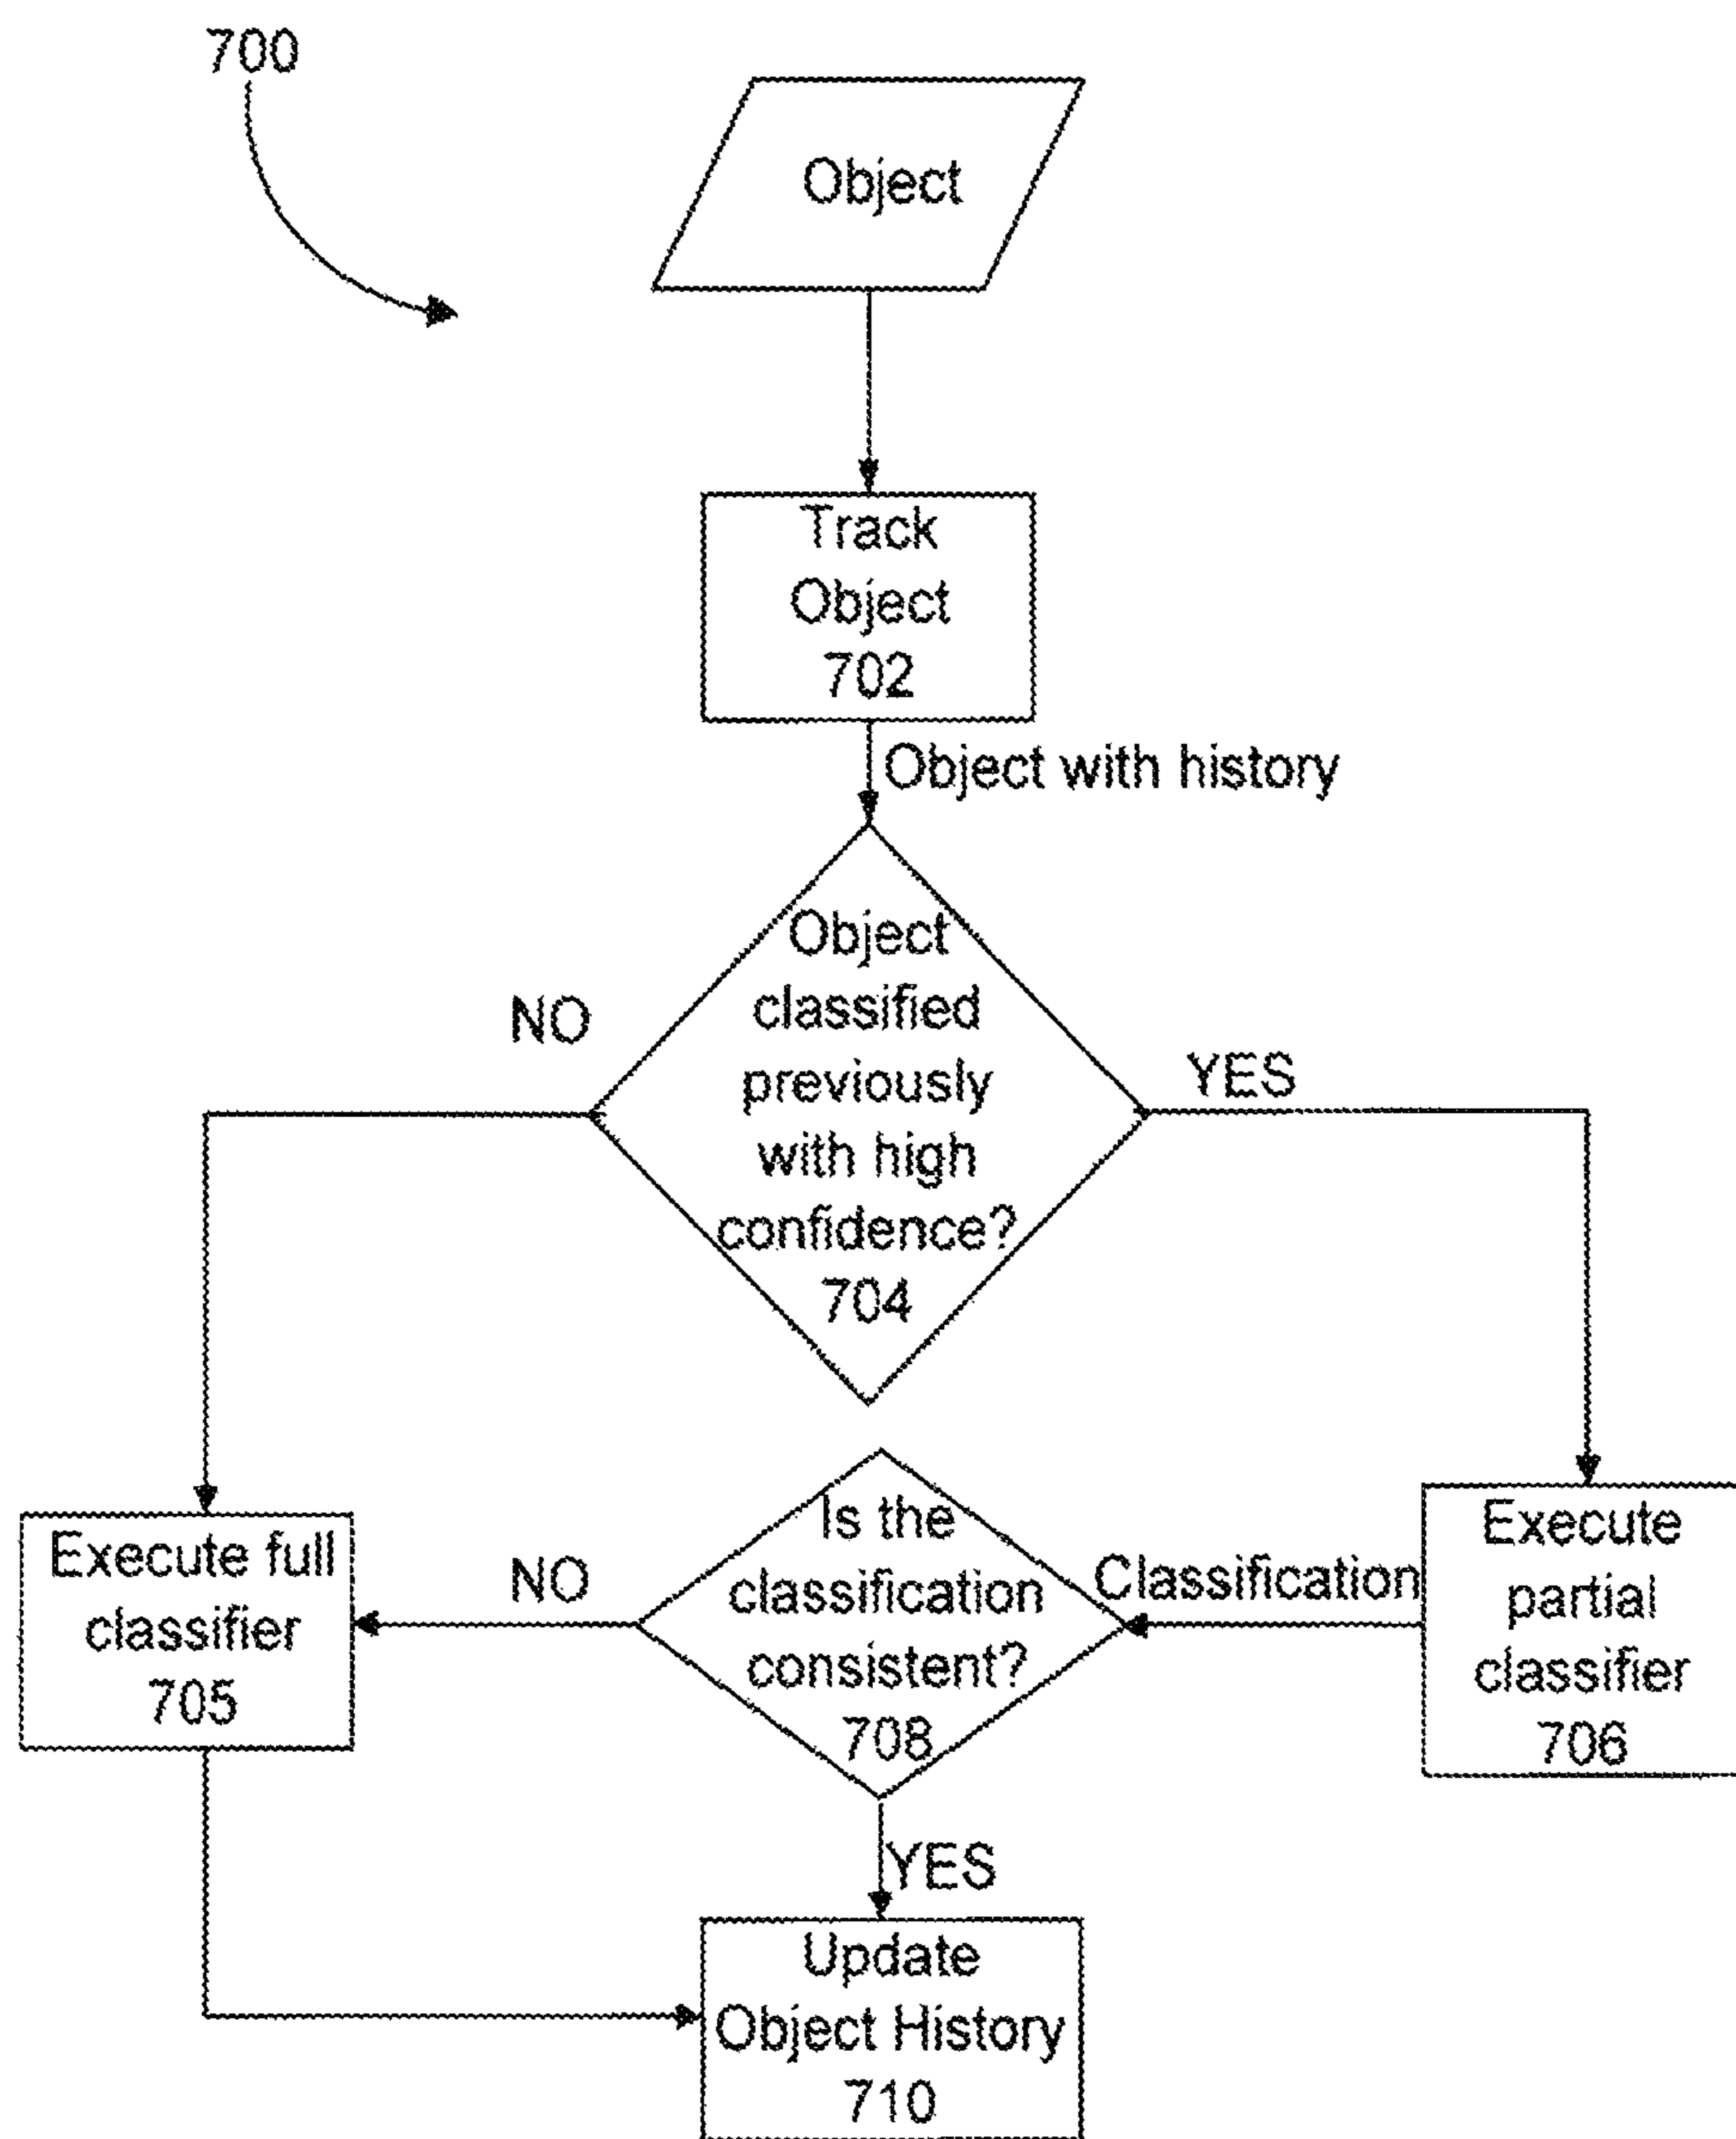 700
Object
Track
Object
702
Object with history
Object
classified
previously
with high
confidence?
704
NO
YES
Execute full
classifier
705
NO
Is the
classification
consistent?
708
Classification
Execute
partial
classifier
706
YES
Update
Object History
710